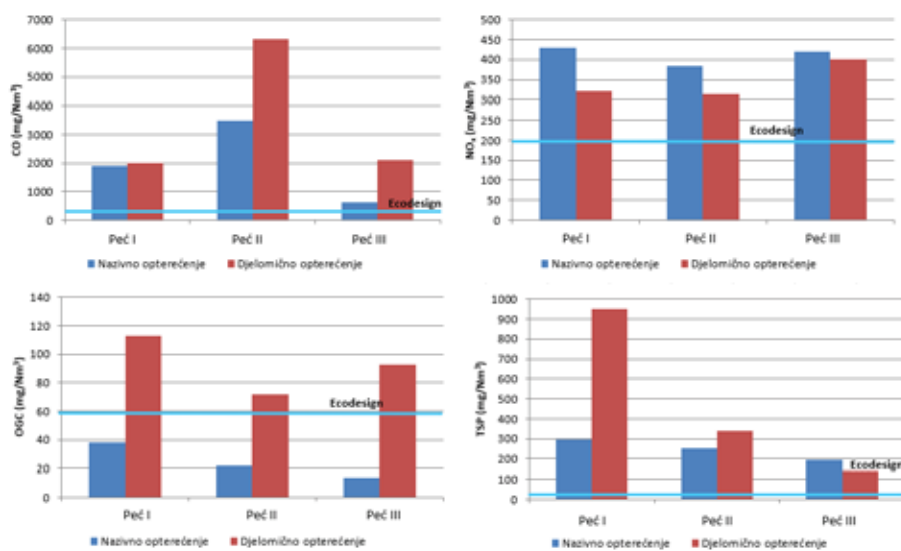 7000
6000
5000
4000
3000
2000
1000
0
CO (mg/Nm³)
Ecodesign
Peć I Peć II Peć III
Nazivno opterećenje Djelomično opterećenje
500
450
400
350
300
250
200
150
100
50
0
NOₓ (mg/Nm³)
Ecodesign
Peć I Peć II Peć III
Nazivno opterećenje Djelomično opterećenje
140
120
100
80
60
40
20
0
OGC (mg/Nm³)
Ecodesign
Peć I Peć II Peć III
Nazivno opterećenje Djelomično opterećenje
1000
900
800
700
600
500
400
300
200
100
0
TSP (mg/Nm³)
Ecodesign
Peć I Peć II Peć III
Nazivno opterećenje Djelomično opterećenje